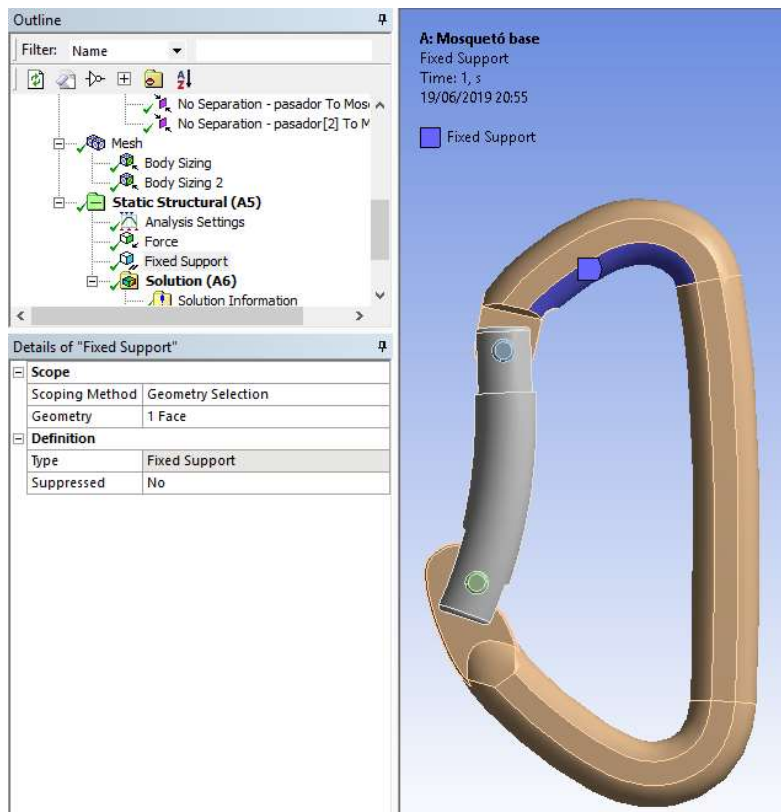 Outline
Filter: Name
No Separation - pasador To Mos
No Separation - pasador[2] To M
Mesh
Body Sizing
Body Sizing 2
Static Structural (A5)
Analysis Settings
Force
Fixed Support
Solution (A6)
Solution Information
Details of "Fixed Support"
Scope
Scoping Method Geometry Selection
Geometry 1 Face
Definition
Type Fixed Support
Suppressed No
A: Mosquetó base
Fixed Support
Time: 1, s
19/06/2019 20:55
Fixed Support